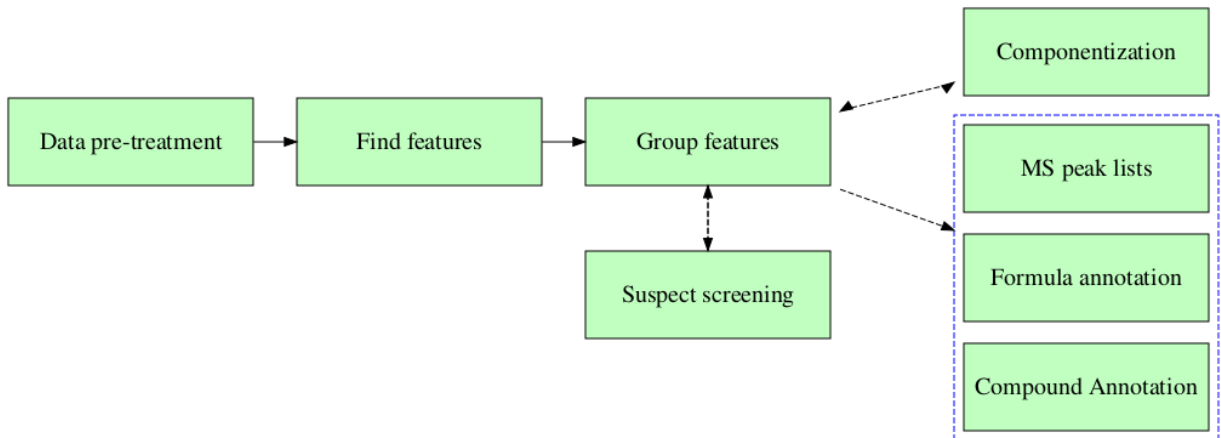 Data pre-treatment
Find features
Group features
Suspect screening
Componentization
MS peak lists
Formula annotation
Compound Annotation